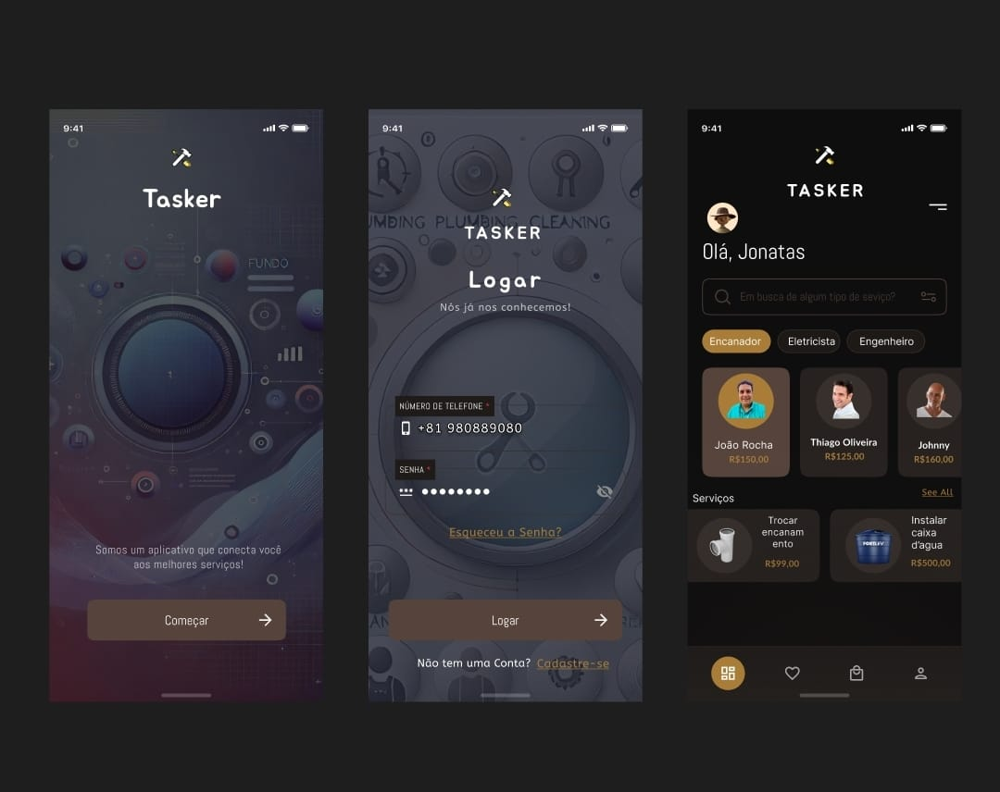 9:41
Tasker
FUNDO
Somos um aplicativo que conecta você
aos melhores serviços!
Começar
9:41
PLUMBING CLEANING
TASKER
Logar
Nós já nos conhecemos!
NÚMERO DE TELEFONE *
+81 980889080
SENHA *
Esqueceu a Senha?
Logar
Não tem uma Conta? Cadastre-se
9:41
TASKER
Olá, Jonatas
Em busca de algum tipo de seviço?
Encanador Eletricista Engenheiro
João Rocha
R$150,00
Thiago Oliveira
R$125,00
Johnny
R$160,00
Serviços
See All
Trocar
encanam
ento
R$99,00
FORTLEV
Instalar
caixa
d'agua
R$500,00